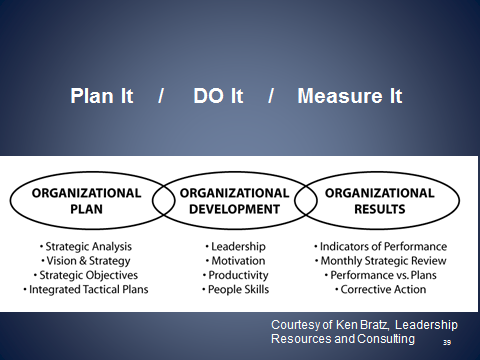 Plan It / DO It / Measure It
ORGANIZATIONAL PLAN
ORGANIZATIONAL DEVELOPMENT
ORGANIZATIONAL RESULTS
• Strategic Analysis
• Vision & Strategy
• Strategic Objectives
• Integrated Tactical Plans
• Leadership
• Motivation
• Productivity
• People Skills
• Indicators of Performance
• Monthly Strategic Review
• Performance vs. Plans
• Corrective Action
Courtesy of Ken Bratz, Leadership
Resources and Consulting
39